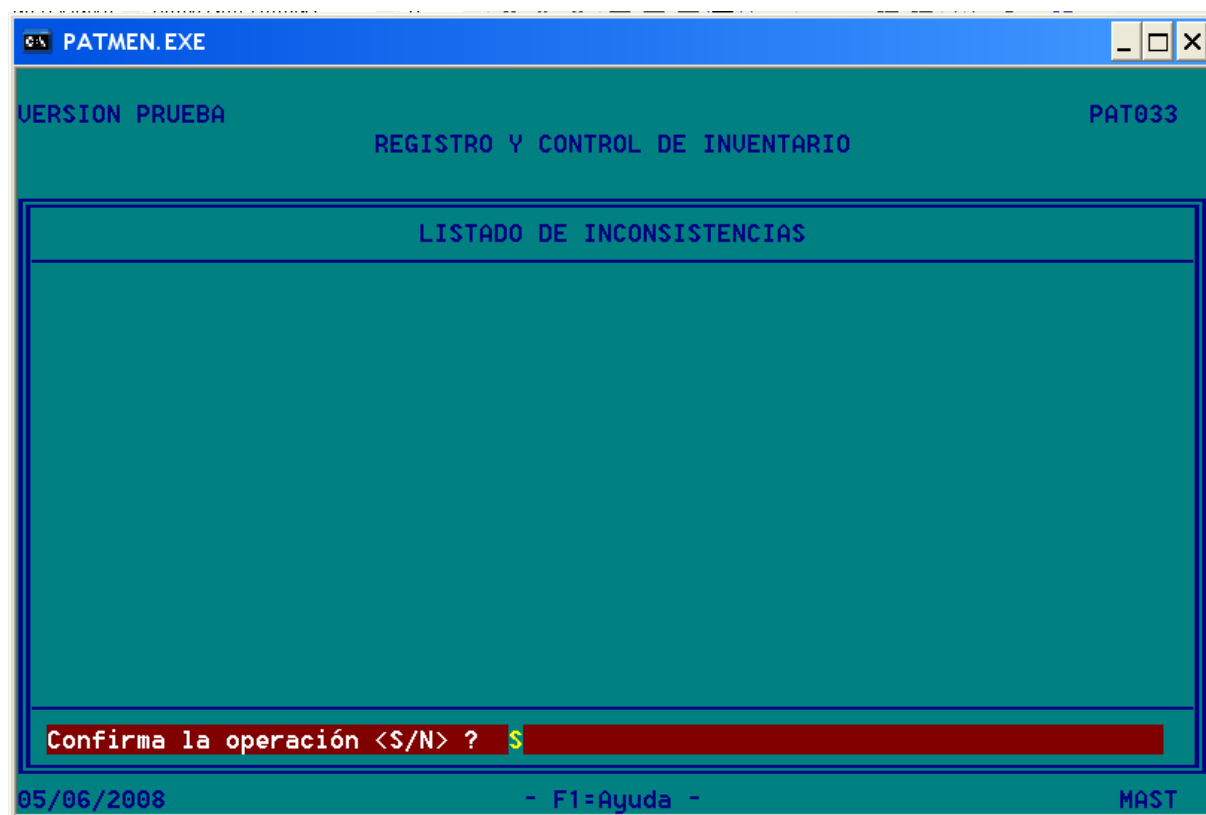 PATMEN.EXE
VERSION PRUEBA PAT033
REGISTRO Y CONTROL DE INVENTARIO
LISTADO DE INCONSISTENCIAS
Confirma la operación <S/N> ? S
05/06/2008 - F1=Ayuda - MAST